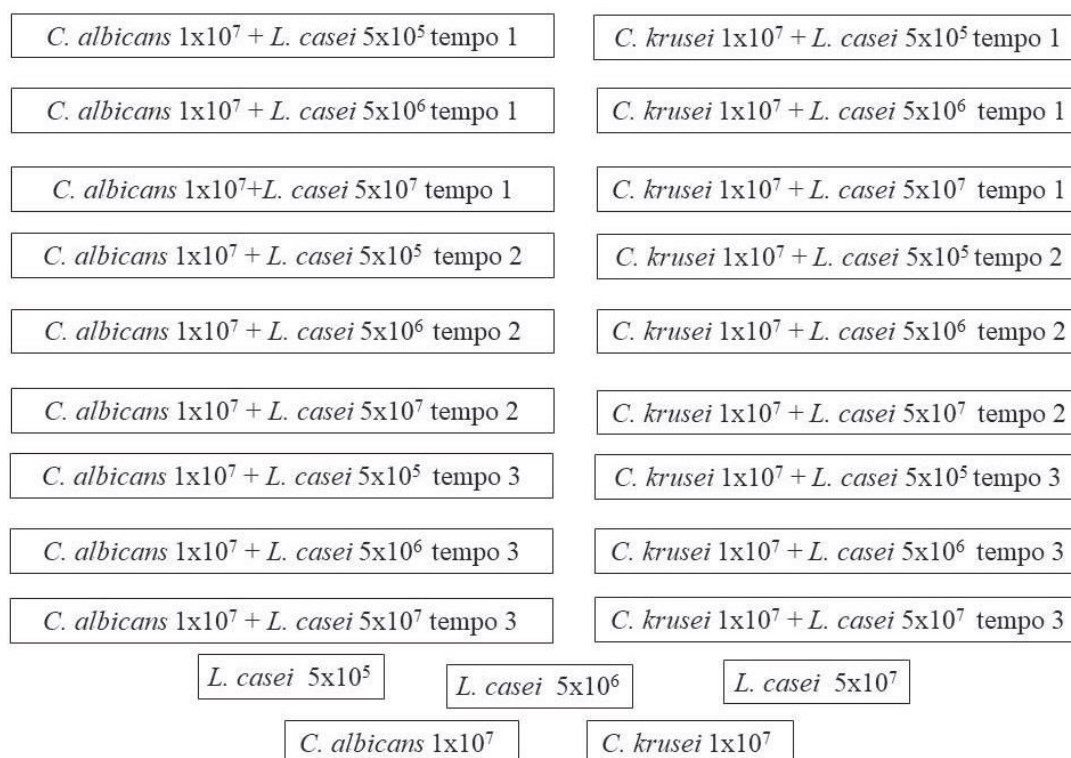 C. albicans 1x10⁷ + L. casei 5x10⁵ tempo 1
C. krusei 1x10⁷ + L. casei 5x10⁵ tempo 1
C. albicans 1x10⁷ + L. casei 5x10⁶ tempo 1
C. krusei 1x10⁷ + L. casei 5x10⁶ tempo 1
C. albicans 1x10⁷+L. casei 5x10⁷ tempo 1
C. krusei 1x10⁷ + L. casei 5x10⁷ tempo 1
C. albicans 1x10⁷ + L. casei 5x10⁵ tempo 2
C. krusei 1x10⁷ + L. casei 5x10⁵ tempo 2
C. albicans 1x10⁷ + L. casei 5x10⁶ tempo 2
C. krusei 1x10⁷ + L. casei 5x10⁶ tempo 2
C. albicans 1x10⁷ + L. casei 5x10⁷ tempo 2
C. krusei 1x10⁷ + L. casei 5x10⁷ tempo 2
C. albicans 1x10⁷ + L. casei 5x10⁵ tempo 3
C. krusei 1x10⁷ + L. casei 5x10⁵ tempo 3
C. albicans 1x10⁷ + L. casei 5x10⁶ tempo 3
C. krusei 1x10⁷ + L. casei 5x10⁶ tempo 3
C. albicans 1x10⁷ + L. casei 5x10⁷ tempo 3
C. krusei 1x10⁷ + L. casei 5x10⁷ tempo 3
L. casei 5x10⁵
L. casei 5x10⁶
L. casei 5x10⁷
C. albicans 1x10⁷
C. krusei 1x10⁷